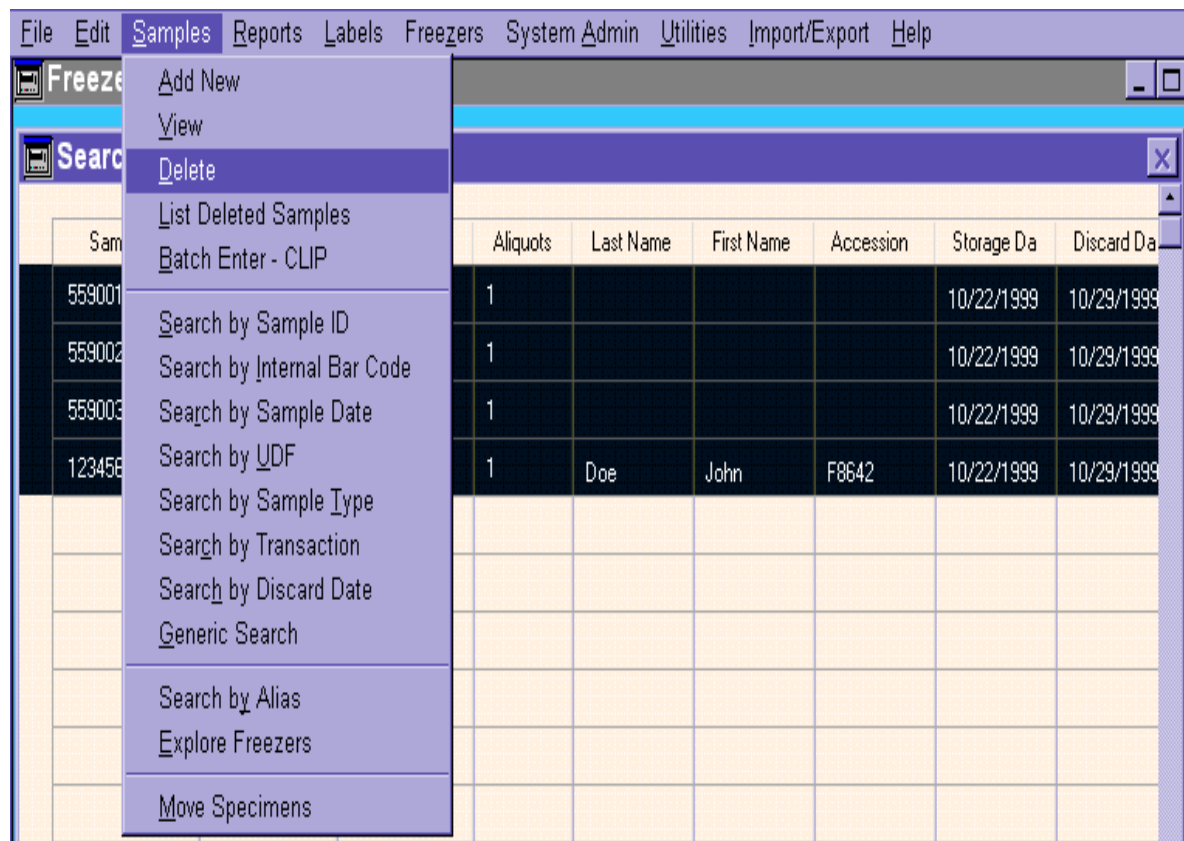 File Edit Samples Reports Labels Freezers System Admin Utilities Import/Export Help
Add New
View
Delete
List Deleted Samples
Batch Enter - CLIP
Search by Sample ID
Search by Internal Bar Code
Search by Sample Date
Search by UDF
Search by Sample Type
Search by Transaction
Search by Discard Date
Generic Search
Search by Alias
Explore Freezers
Move Specimens
Freeze
Searc
Sam Aliquots Last Name First Name Accession Storage Da Discard Da
559001 1 10/22/1999 10/29/1999
559002 1 10/22/1999 10/29/1999
559003 1 10/22/1999 10/29/1999
123456 1 Doe John F8642 10/22/1999 10/29/1999